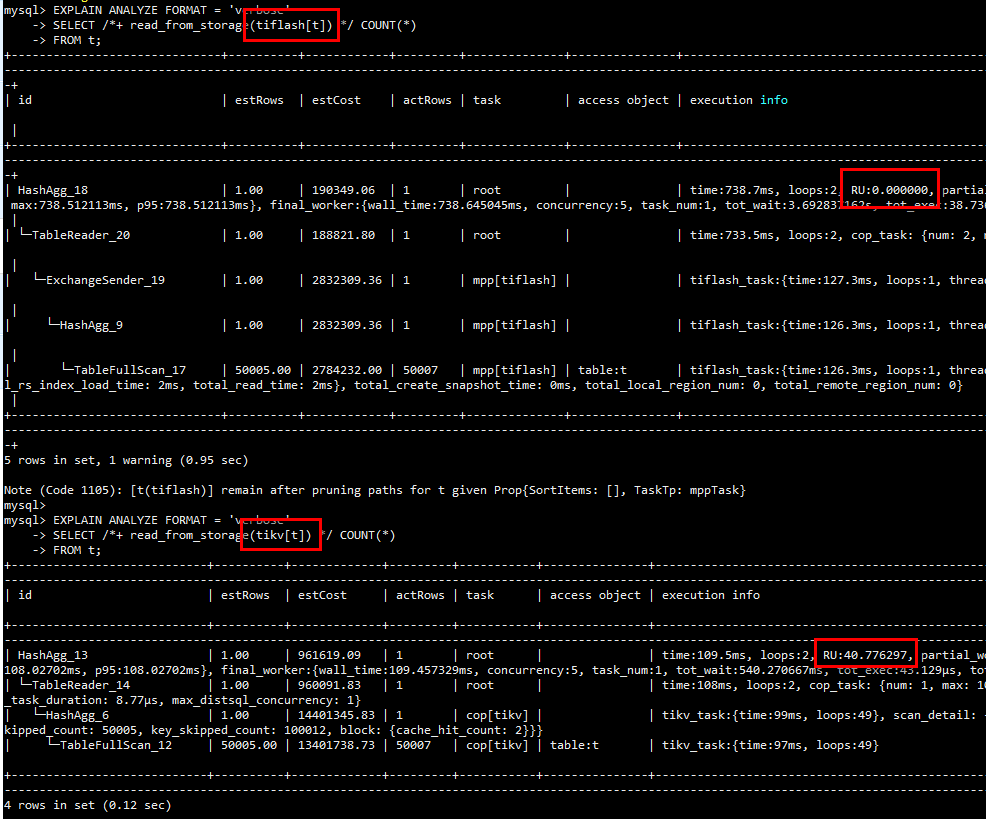 mysql> EXPLAIN ANALYZE FORMAT = 'verbose'
-> SELECT /*+ read_from_storage(tiflash[t]) */ COUNT(*)
-> FROM t;
| id | estRows | estCost | actRows | task | access object | execution info
| HashAgg_18 | 1.00 | 190349.06 | 1 | root | | time:738.7ms, loops:2, RU:0.000000, partial
max:738.512113ms, p95:738.512113ms}, final_worker:{wall_time:738.645045ms, concurrency:5, task_num:1, tot_wait:3.692837162s, tot_exec:38.736
| └─TableReader_20 | 1.00 | 188821.80 | 1 | root | | time:733.5ms, loops:2, cop_task: {num: 2,
| └─ExchangeSender_19 | 1.00 | 2832309.36 | 1 | mpp[tiflash] | | tiflash_task:{time:127.3ms, loops:1, threa
| └─HashAgg_9 | 1.00 | 2832309.36 | 1 | mpp[tiflash] | | tiflash_task:{time:126.3ms, loops:1, threa
| └─TableFullScan_17 | 50005.00 | 2784232.00 | 50007 | mpp[tiflash] | table:t | tiflash_task:{time:126.3ms, loops:1, threa
l_rs_index_load_time: 2ms, total_read_time: 2ms}, total_create_snapshot_time: 0ms, total_local_region_num: 0, total_remote_region_num: 0}
5 rows in set, 1 warning (0.95 sec)
Note (Code 1105): [t(tiflash)] remain after pruning paths for t given Prop{SortItems: [], TaskTp: mppTask}
mysql>
mysql> EXPLAIN ANALYZE FORMAT = 'verbose'
-> SELECT /*+ read_from_storage(tikv[t]) */ COUNT(*)
-> FROM t;
| id | estRows | estCost | actRows | task | access object | execution info
| HashAgg_13 | 1.00 | 961619.09 | 1 | root | | time:109.5ms, loops:2, RU:40.776297, partial_w
108.02702ms, p95:108.02702ms}, final_worker:{wall_time:109.457329ms, concurrency:5, task_num:1, tot_wait:540.270667ms, tot_exec:43.129µs, tot
| └─TableReader_14 | 1.00 | 960091.83 | 1 | root | | time:108ms, loops:2, cop_task: {num: 1, max: 10
_task_duration: 8.77µs, max_distsql_concurrency: 1}
| └─HashAgg_6 | 1.00 | 14401345.83 | 1 | cop[tikv] | | tikv_task:{time:99ms, loops:49}, scan_detail:
kipped_count: 50005, key_skipped_count: 100012, block: {cache_hit_count: 2}}}
| └─TableFullScan_12 | 50005.00 | 13401738.73 | 50007 | cop[tikv] | table:t | tikv_task:{time:97ms, loops:49}
4 rows in set (0.12 sec)